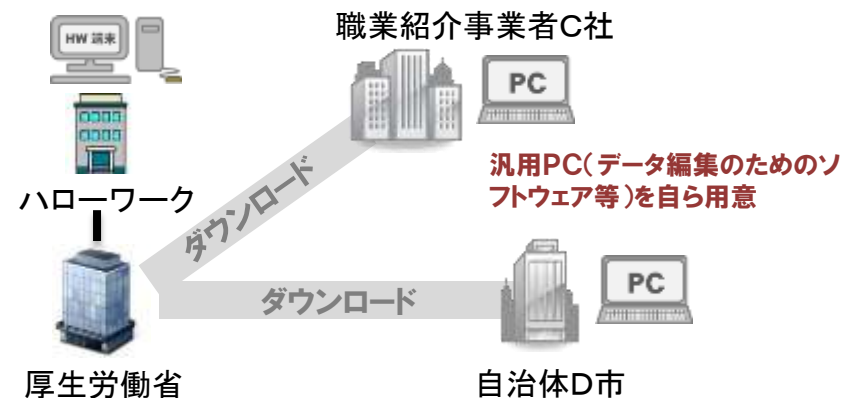 職業紹介事業者C社
HW 端末
PC
汎用PC(データ編集のためのソ
フトウェア等)を自ら用意
ハローワーク
ダウンロード
ダウンロード
PC
厚生労働省
自治体D市